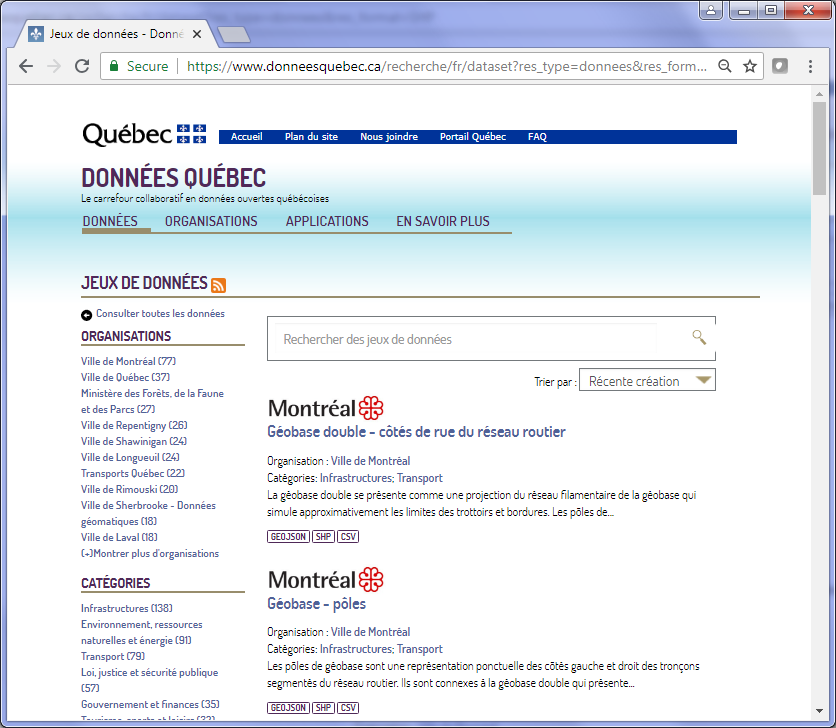 Jeux de données - Donné
Secure
https://www.donneesquebec.ca/recherche/fr/dataset?res_type=donnees&res_form...
Québec
Accueil Plan du site Nous joindre Portail Québec FAQ
DONNÉES QUÉBEC
Le carrefour collaboratif en données ouvertes québécoises
DONNÉES ORGANISATIONS APPLICATIONS EN SAVOIR PLUS
JEUX DE DONNÉES
Consulter toutes les données
ORGANISATIONS
Ville de Montréal (77)
Ville de Québec (37)
Ministère des Forêts, de la Faune
et des Parcs (27)
Ville de Repentigny (26)
Ville de Shawinigan (24)
Ville de Longueuil (24)
Transports Québec (22)
Ville de Rimouski (20)
Ville de Sherbrooke - Données
géomatiques (18)
Ville de Laval (18)
(+)Montrer plus d'organisations
CATÉGORIES
Infrastructures (138)
Environnement, ressources
naturelles et énergie (91)
Transport (79)
Loi, justice et sécurité publique
(57)
Gouvernement et finances (35)
Tourisme, sports et loisirs (33)
Rechercher des jeux de données
Trier par : Récente création
Montréal
Géobase double - côtés de rue du réseau routier
Organisation : Ville de Montréal
Catégories: Infrastructures; Transport
La géobase double se présente comme une projection du réseau filamentaire de la géobase qui
simule approximativement les limites des trottoirs et bordures. Les pôles de...
GEOJSON SHP CSV
Montréal
Géobase - pôles
Organisation : Ville de Montréal
Catégories: Infrastructures; Transport
Les pôles de géobase sont une représentation ponctuelle des côtés gauche et droit des tronçons
segmentés du réseau routier. Ils sont connexes à la géobase double qui présente...
GEOJSON SHP CSV